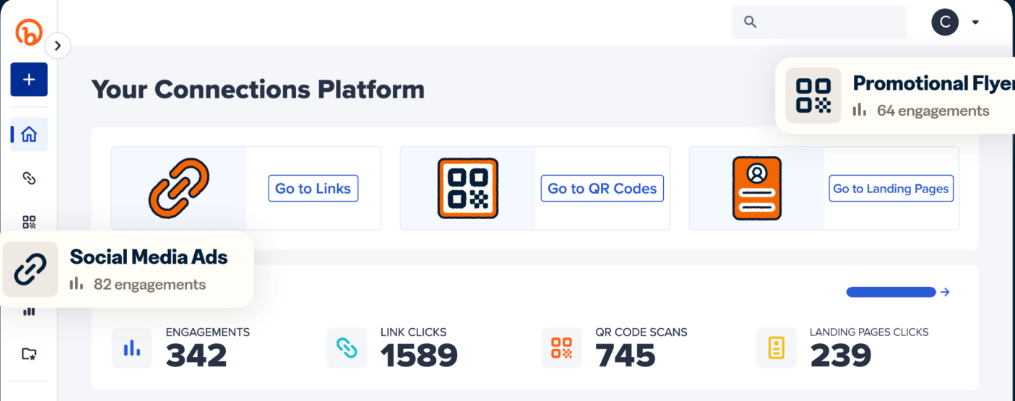 C
Your Connections Platform
Promotional Flyer
64 engagements
Go to Links
Go to QR Codes
Go to Landing Pages
Social Media Ads
82 engagements
ENGAGEMENTS
342
LINK CLICKS
1589
QR CODE SCANS
745
LANDING PAGES CLICKS
239